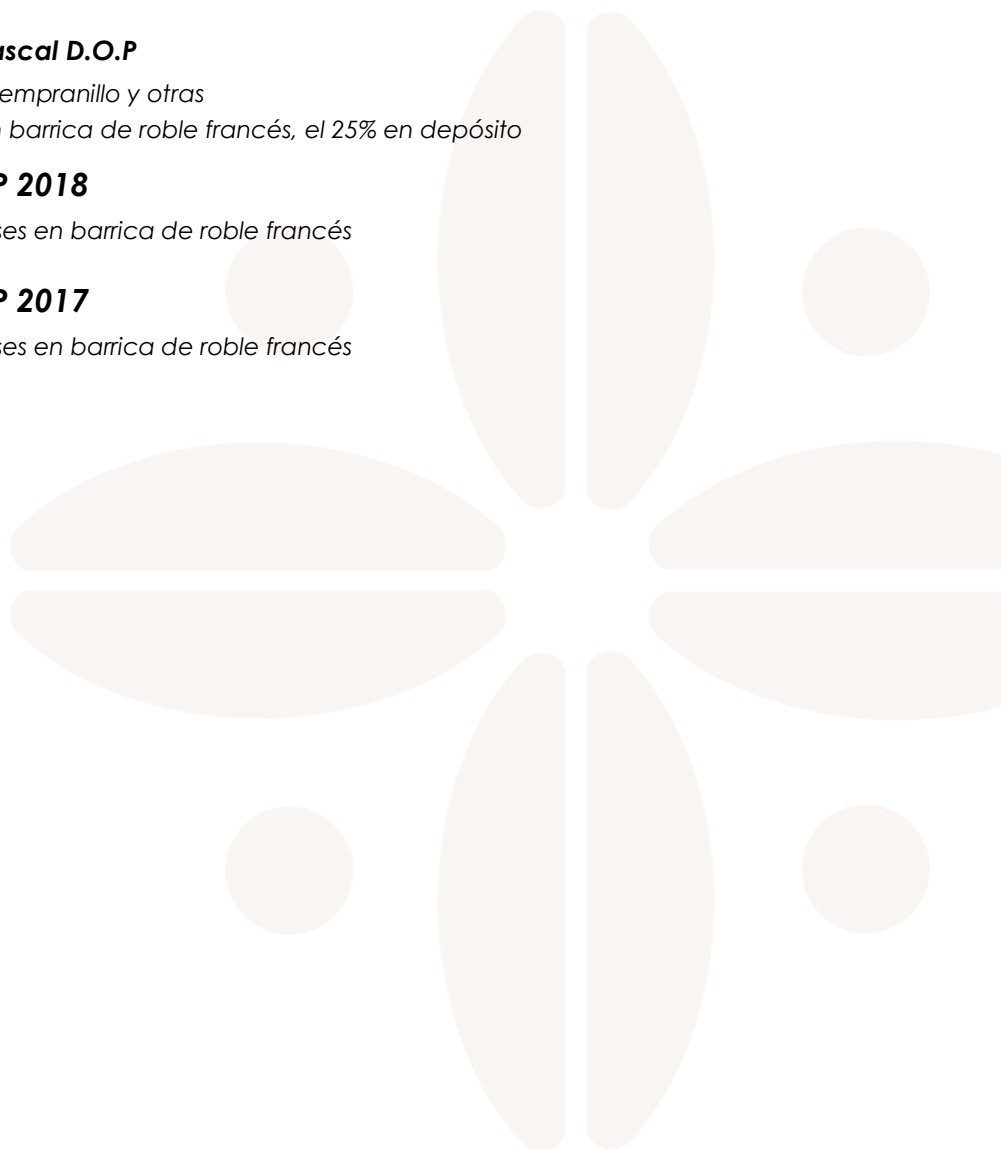 ascal D.O.P
empranillo y otras
barrica de roble francés, el 25% en depósito
P 2018
ses en barrica de roble francés
P 2017
ses en barrica de roble francés